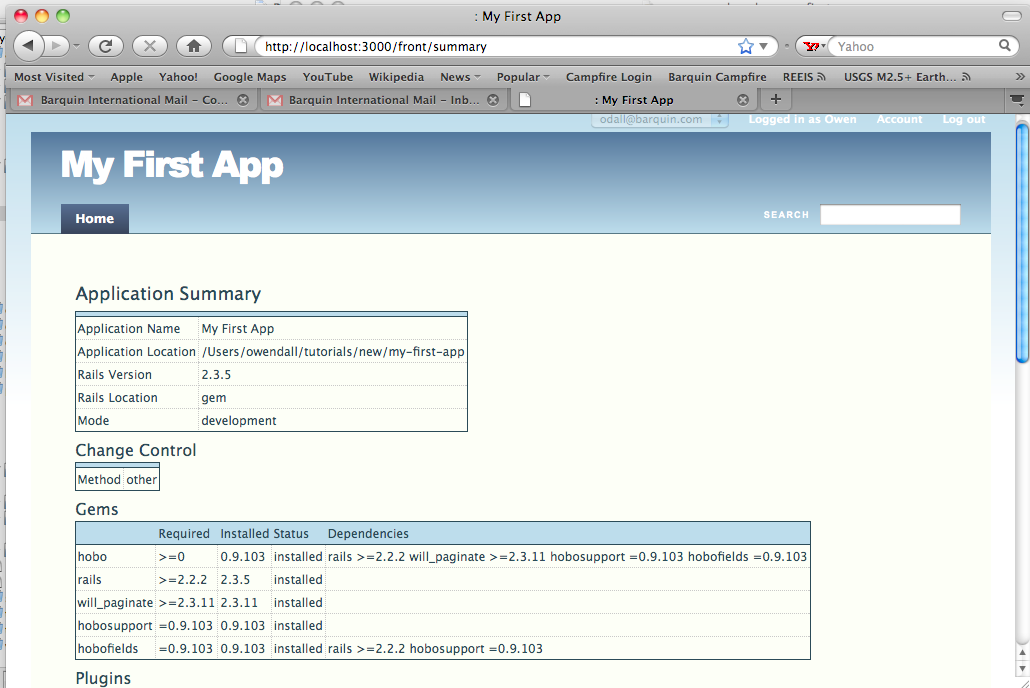 : My First App
http://localhost:3000/front/summary
Yahoo
Most Visited Apple Yahoo! Google Maps YouTube Wikipedia News Popular Campfire Login Barquin Campfire REEIS USGS M2.5+ Earth... »
Barquin International Mail - Co... Barquin International Mail - Inb... : My First App +
odall@barquin.com Logged in as Owen Account Log out
My First App
Home SEARCH
Application Summary
Application Name My First App
Application Location /Users/owendall/tutorials/new/my-first-app
Rails Version 2.3.5
Rails Location gem
Mode development
Change Control
Method other
Gems
Required Installed Status Dependencies
hobo >=0 0.9.103 installed rails >=2.2.2 will_paginate >=2.3.11 hobosupport =0.9.103 hobofields =0.9.103
rails >=2.2.2 2.3.5 installed
will_paginate >=2.3.11 2.3.11 installed
hobosupport =0.9.103 0.9.103 installed
hobofields =0.9.103 0.9.103 installed rails >=2.2.2 hobosupport =0.9.103
Plugins